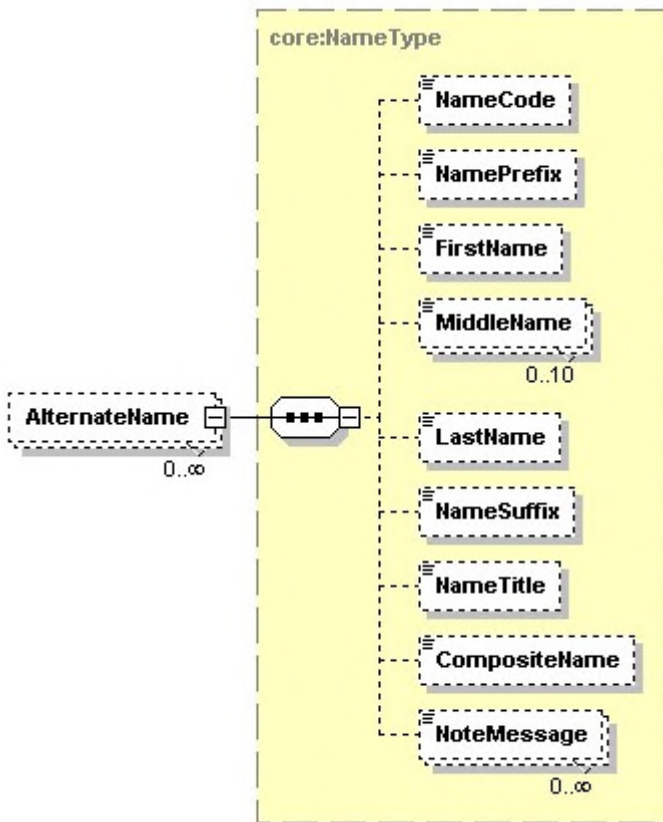 core:NameType
NameCode
NamePrefix
FirstName
MiddleName
0..10
AlternateName
0..∞
LastName
NameSuffix
NameTitle
CompositeName
NoteMessage
0..∞